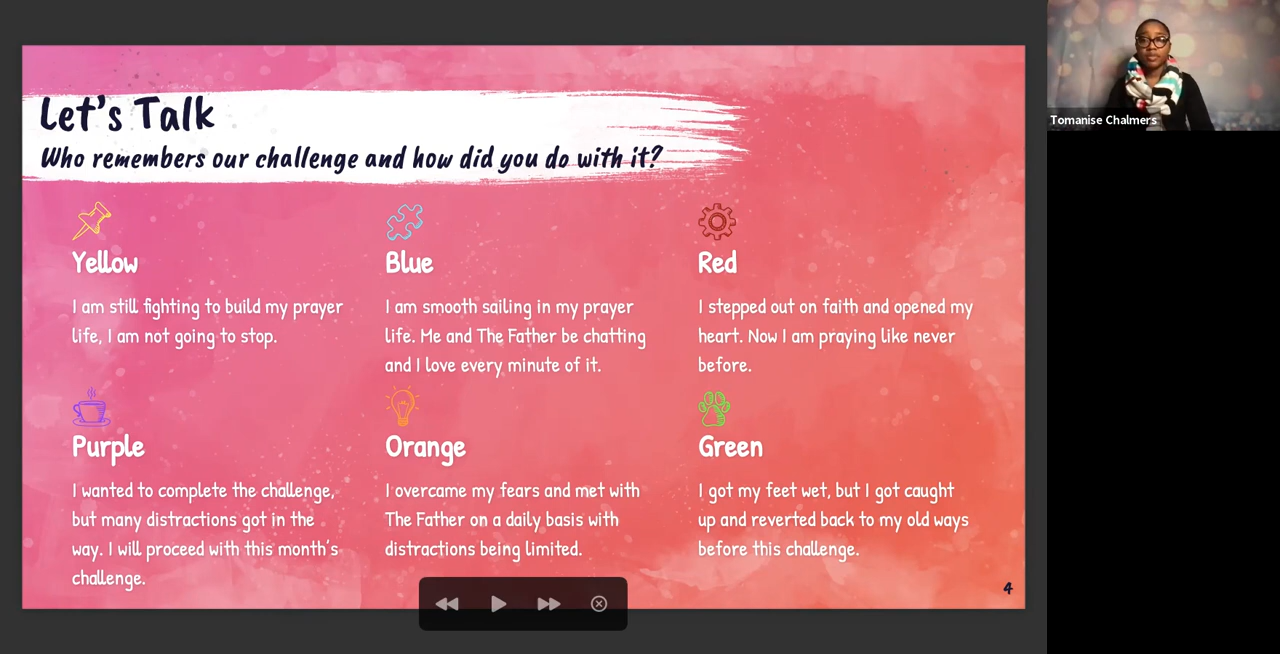 Let's Talk
Who remembers our challenge and how did you do with it?
Yellow
I am still fighting to build my prayer
life, I am not going to stop.
Blue
I am smooth sailing in my prayer
life. Me and The Father be chatting
and I love every minute of it.
Red
I stepped out on faith and opened my
heart. Now I am praying like never
before.
Purple
I wanted to complete the challenge,
but many distractions got in the
way. I will proceed with this month's
challenge.
Orange
I overcame my fears and met with
The Father on a daily basis with
distractions being limited.
Green
I got my feet wet, but I got caught
up and reverted back to my old ways
before this challenge.
4
Tomanise Chalmers